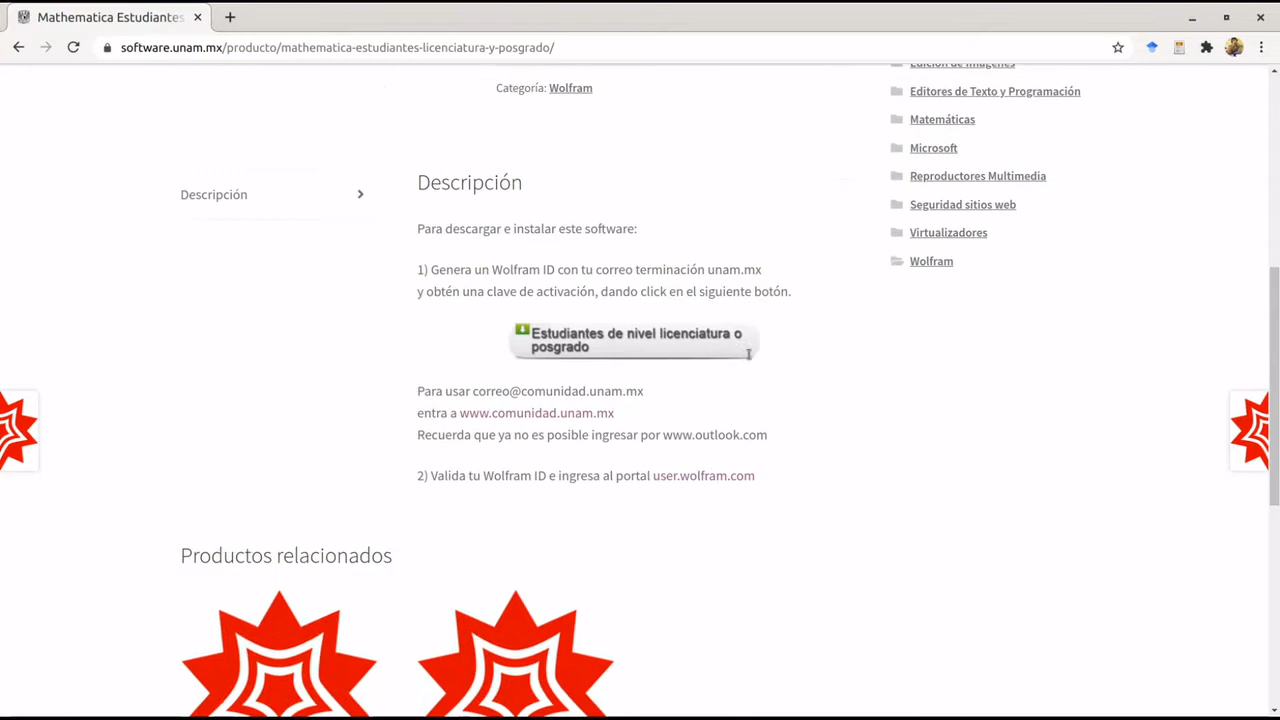 Mathematica Estudiantes
software.unam.mx/producto/mathematica-estudiantes-licenciatura-y-posgrado/
Categoría: Wolfram
Edición de Imágenes
Editores de Texto y Programación
Matemáticas
Microsoft
Reproductores Multimedia
Seguridad sitios web
Virtualizadores
Wolfram
Descripción
Descripción
Para descargar e instalar este software:
1) Genera un Wolfram ID con tu correo terminación unam.mx
y obtén una clave de activación, dando click en el siguiente botón.
Estudiantes de nivel licenciatura o
posgrado
Para usar correo@comunidad.unam.mx
entra a www.comunidad.unam.mx
Recuerda que ya no es posible ingresar por www.outlook.com
2) Valida tu Wolfram ID e ingresa al portal user.wolfram.com
Productos relacionados